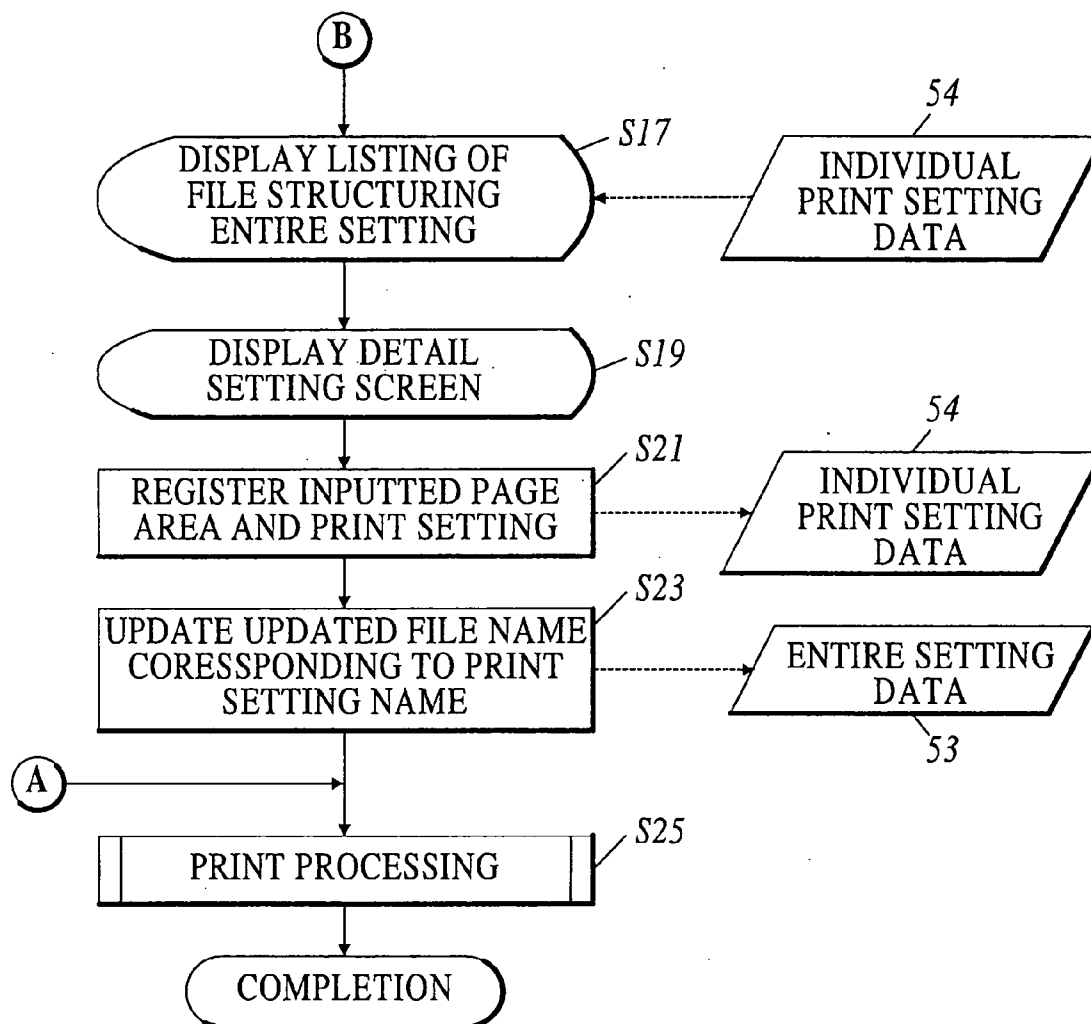 B
S17
54
DISPLAY LISTING OF
FILE STRUCTURING
ENTIRE SETTING
INDIVIDUAL
PRINT SETTING
DATA
S19
DISPLAY DETAIL
SETTING SCREEN
S21
54
REGISTER INPUTTED PAGE
AREA AND PRINT SETTING
INDIVIDUAL
PRINT SETTING
DATA
S23
UPDATE UPDATED FILE NAME
CORESSPONDING TO PRINT
SETTING NAME
ENTIRE SETTING
DATA
53
A
S25
PRINT PROCESSING
COMPLETION